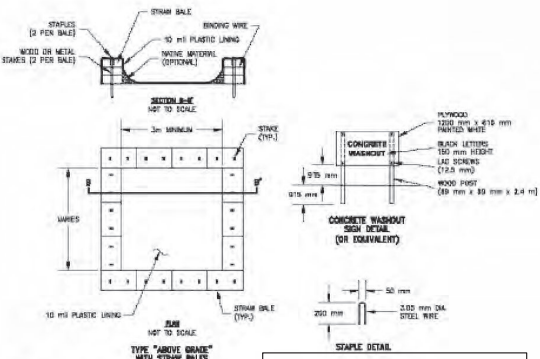 STRAW BALE
STAPLES
(2 PER BALE)
BINDING WIRE
10 mil PLASTIC LINING
WOOD OR METAL
STAKES (2 PER BALE)
NATIVE MATERIAL
(OPTIONAL)
SECTION B-B'
NOT TO SCALE
3m MINIMUM
STAKE
(TYP.)
VARIES
10 mil PLASTIC LINING
STRAW BALE
(TYP.)
PLAN
NOT TO SCALE
TYPE "ABOVE GRADE"
WITH STRAW BALES
PLYWOOD
1200 mm x 610 mm
PAINTED WHITE
CONCRETE
WASHOUT
BLACK LETTERS
150 mm HEIGHT
LAG SCREWS
(12.5 mm)
915 mm
915 mm
WOOD POST
(89 mm x 89 mm x 2.4 m)
CONCRETE WASHOUT
SIGN DETAIL
(OR EQUIVALENT)
50 mm
200 mm
3.05 mm DIA.
STEEL WIRE
STAPLE DETAIL